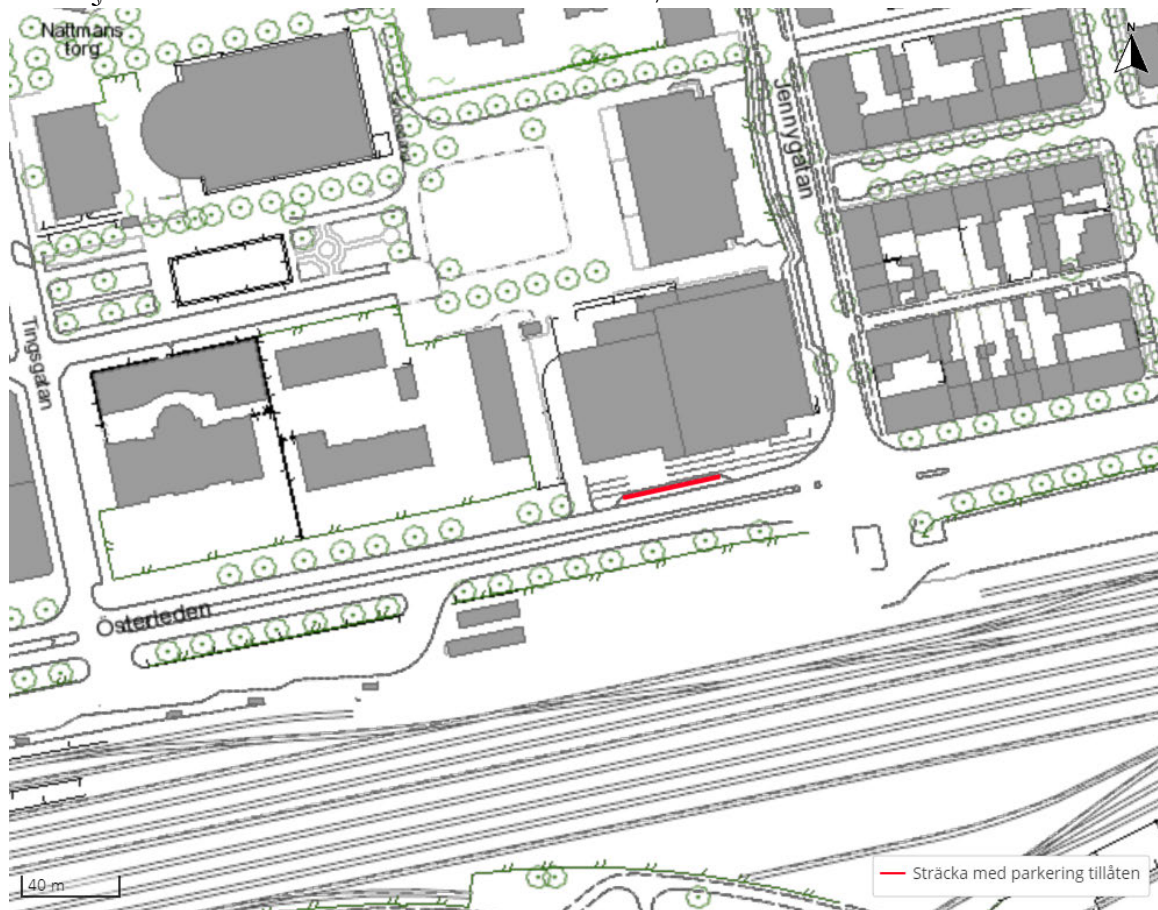 Nattmans
torg
Jennygatan
Tingsgatan
Österleden
N
40 m
Sträcka med parkering tillåten